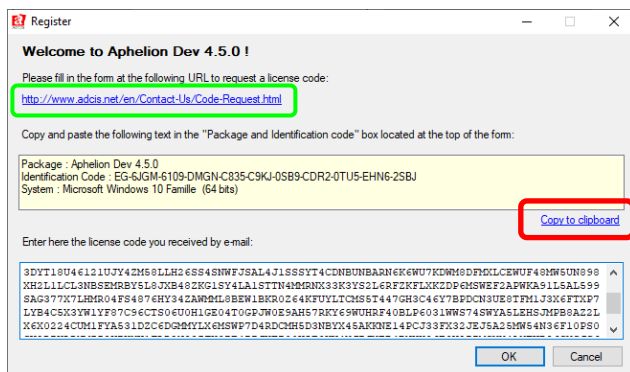 Register
Welcome to Aphelion Dev 4.5.0 !
Please fill in the form at the following URL to request a license code:
http://www.adcis.net/en/Contact-Us/Code-Request.html
Copy and paste the following text in the "Package and Identification code" box located at the top of the form:
Package : Aphelion Dev 4.5.0
Identification Code : EG-6JGM-6109-DMGN-C835-C9KJ-0SB9-CDR2-0TU5-EHN6-2SBJ
System : Microsoft Windows 10 Famille (64 bits)
Copy to clipboard
Enter here the license code you received by e-mail:
3DYT18U46121UJY4ZM58LLH26SS4SNWFJSAL4J1SSSYT4CDNBUNBARN6K6WU7KDWM8DFMXLCEWUF48MW5UN898
XH2L1LCL3NBSEMRBY5L8JXB48ZKG1SY4LA1STTN4MMRNX33K3YS2L6RFZKFLXKZDP6MSWEF2APWKA91L5AL599
SAG377X7LHMR04FS4876HY34ZAWMML8BEW1BKR0Z64KFUYLTCMS5T447GH3C46Y7BPDCN3UE8TFM1J3X6FTXP7
LYB4C5X3YW1YF87C96CTS06U0H1GE04T0GPJW0E9AH57RKY69WUHRF40BLP6031WWS74SWYA5LEHSJMPB8AZ2L
X6X0224CUM1FYA531DZC6DGMMYLX6MSWP7D4RDCMH5D3NBYX45AKKNE14PCJ33FX32JEJ5A25MW54N36F10PS0
OK Cancel